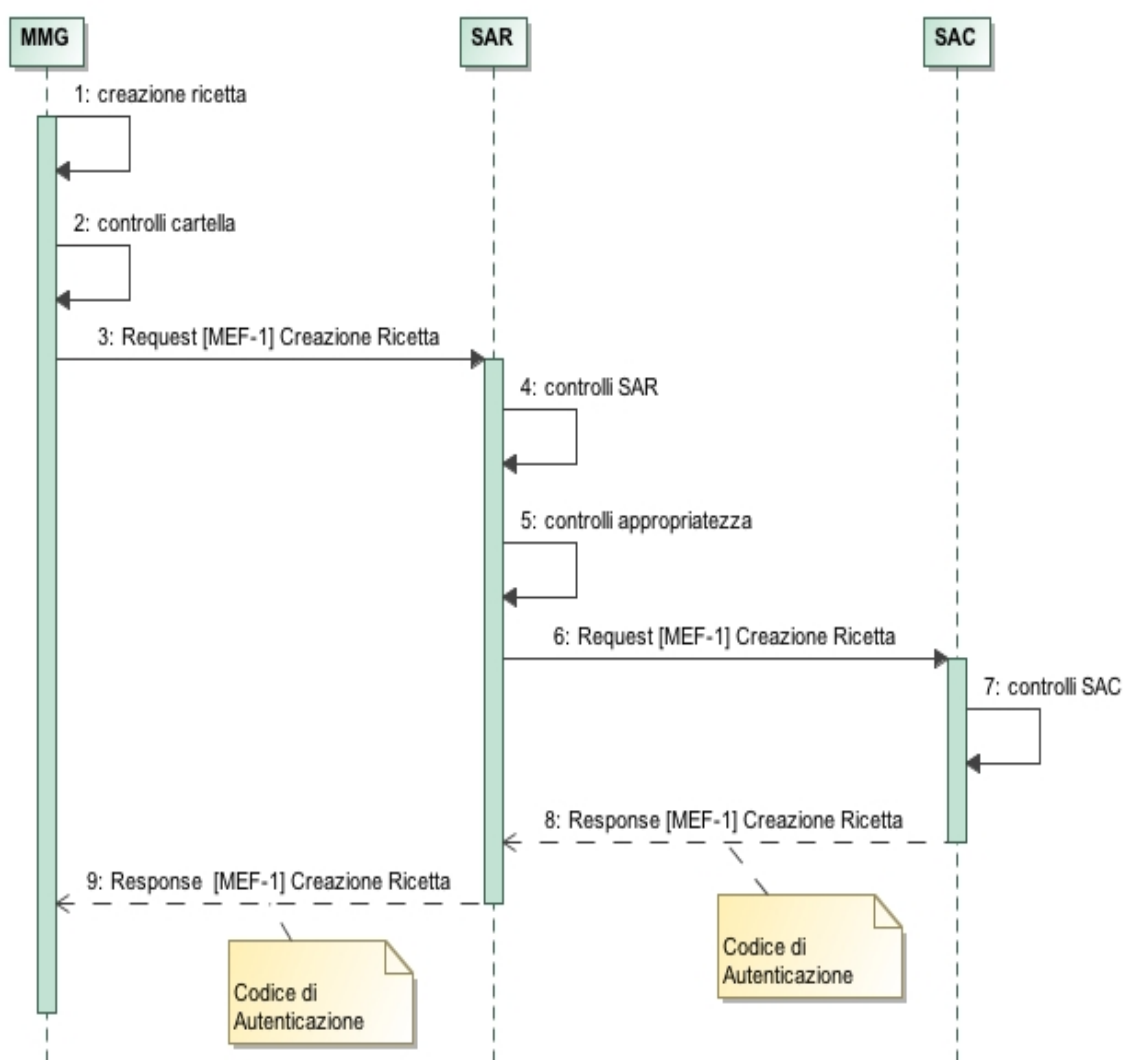 MMG
SAR
SAC
1: creazione ricetta
2: controlli cartella
3: Request [MEF-1] Creazione Ricetta
4: controlli SAR
5: controlli appropriatezza
6: Request [MEF-1] Creazione Ricetta
7: controlli SAC
8: Response [MEF-1] Creazione Ricetta
9: Response [MEF-1] Creazione Ricetta
Codice di
Autenticazione
Codice di
Autenticazione